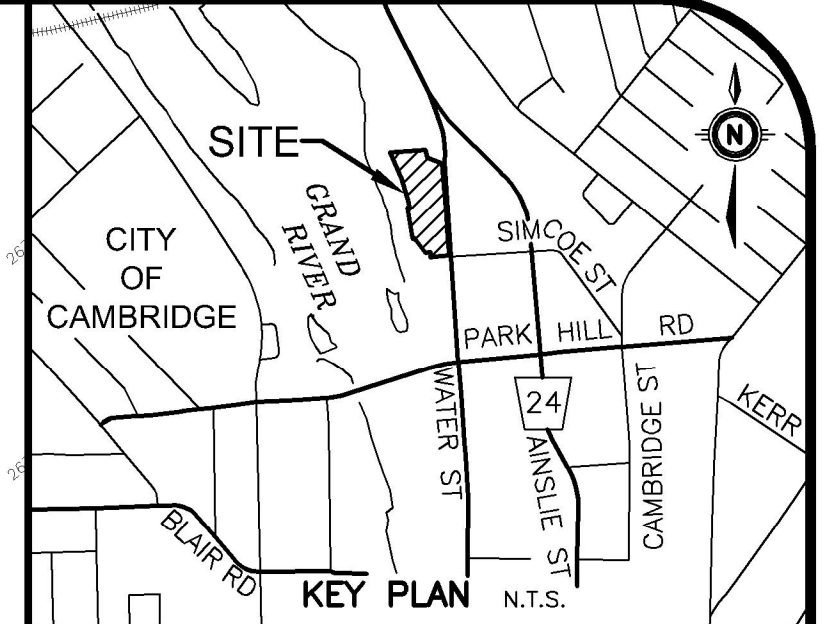 N
SITE
SIMCOE ST
GRAND
RIVER
CITY
OF
CAMBRIDGE
PARK HILL RD
WATER ST
24
AINSLIE ST
CAMBRIDGE ST
KERR
BLAIR RD
KEY PLAN
N.T.S.